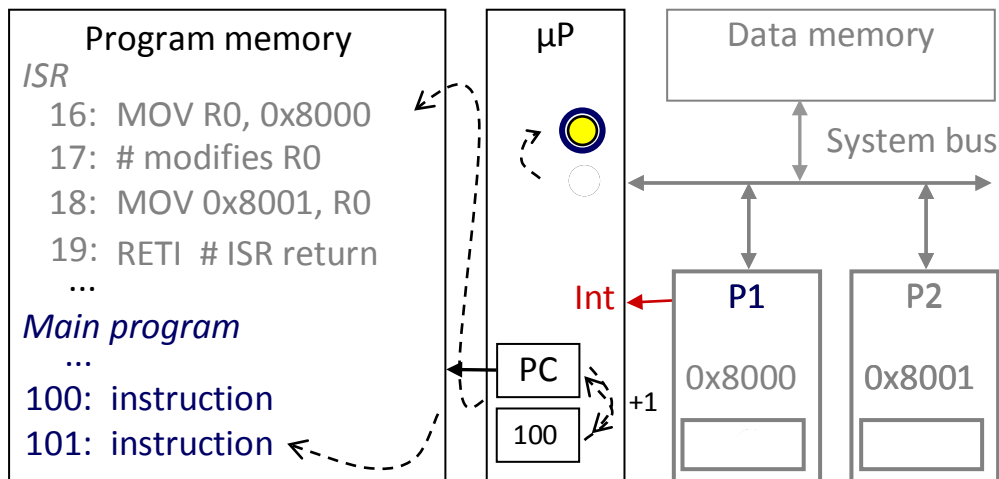 Program memory
ISR
16: MOV R0, 0x8000
17: # modifies R0
18: MOV 0x8001, R0
19: RETI # ISR return
...
Main program
...
100: instruction
101: instruction
µP
Int
PC
100
+1
Data memory
System bus
P1
0x8000
P2
0x8001